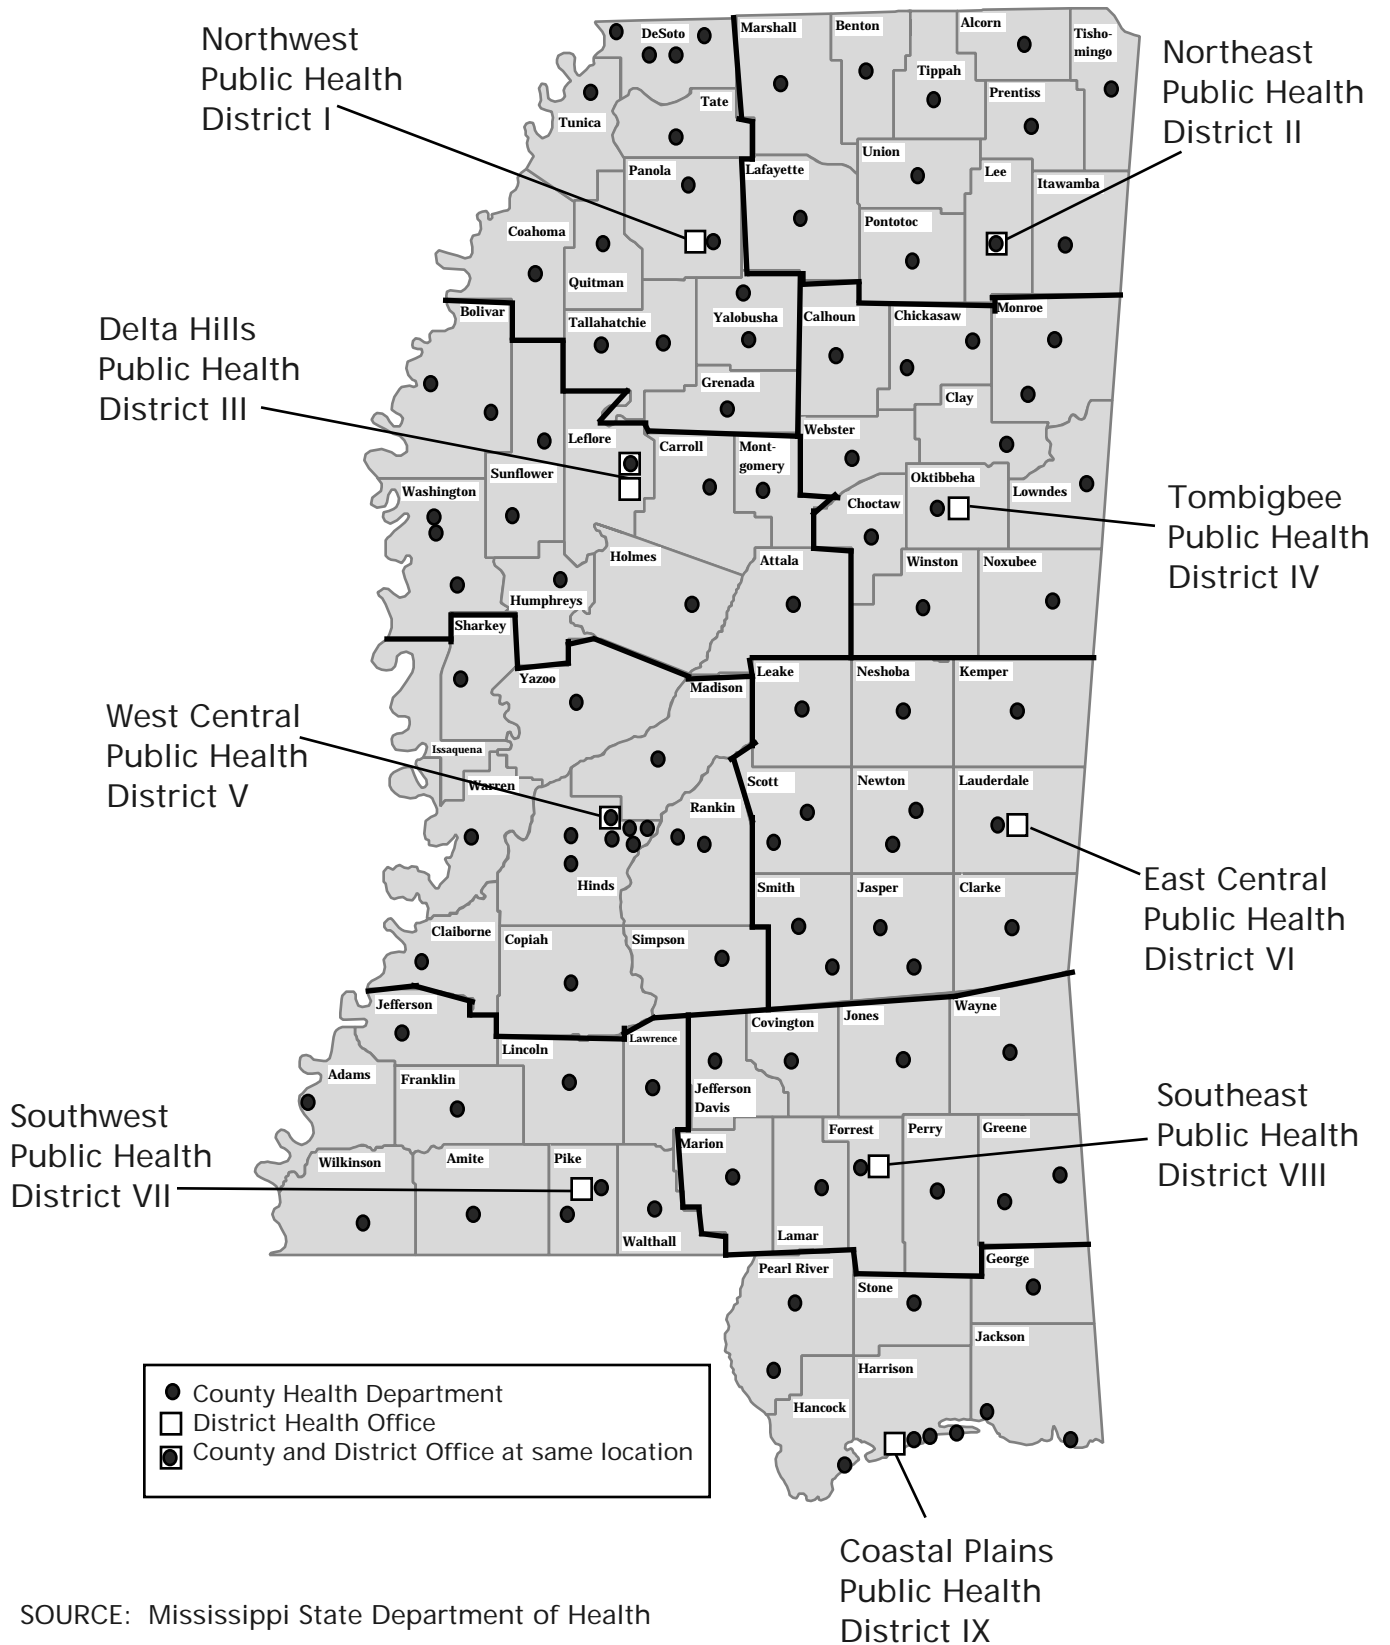 Northwest
Public Health
District I
Northeast
Public Health
District II
Delta Hills
Public Health
District III
Tombigbee
Public Health
District IV
West Central
Public Health
District V
East Central
Public Health
District VI
Southwest
Public Health
District VII
Southeast
Public Health
District VIII
Coastal Plains
Public Health
District IX
DeSoto
Marshall
Benton
Alcorn
Tisho-
mingo
Tippah
Prentiss
Tate
Tunica
Union
Panola
Lafayette
Lee
Itawamba
Pontotoc
Coahoma
Quitman
Bolivar
Tallahatchie
Yalobusha
Calhoun
Chickasaw
Monroe
Grenada
Clay
Leflore
Carroll
Mont-
gomery
Webster
Sunflower
Washington
Oktibbeha
Lowndes
Choctaw
Holmes
Attala
Winston
Noxubee
Humphreys
Sharkey
Yazoo
Madison
Leake
Neshoba
Kemper
Issaquena
Warren
Rankin
Scott
Newton
Lauderdale
Hinds
Smith
Jasper
Clarke
Claiborne
Copiah
Simpson
Jefferson
Lincoln
Lawrence
Covington
Jones
Wayne
Adams
Franklin
Jefferson
Davis
Marion
Forrest
Perry
Greene
Wilkinson
Amite
Pike
Walthall
Lamar
Pearl River
George
Stone
Jackson
Harrison
Hancock
County Health Department
District Health Office
County and District Office at same location
SOURCE: Mississippi State Department of Health